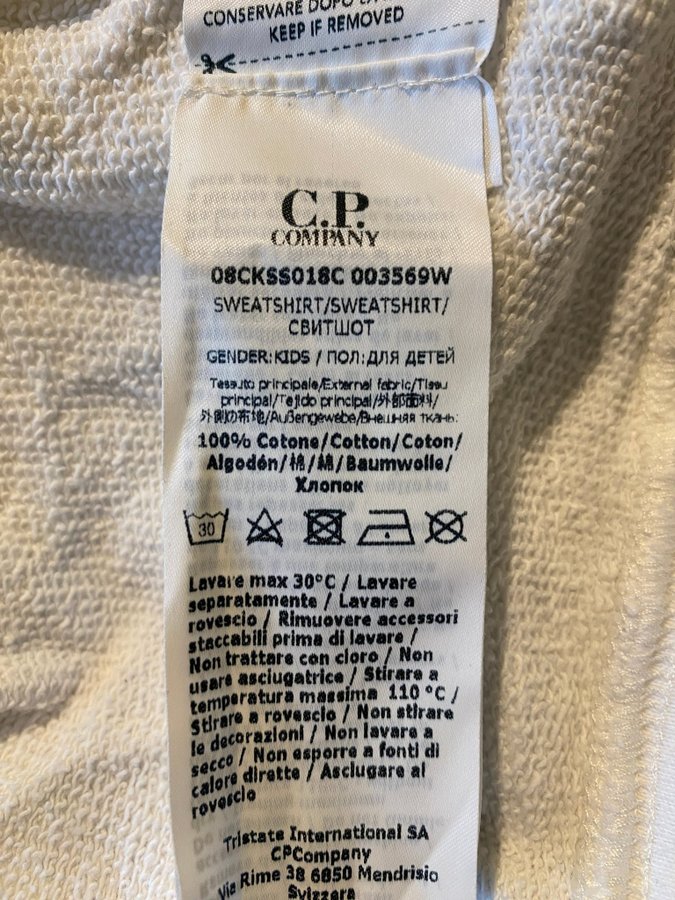 CONSERVARE DOPO
KEEP IF REMOVED
C.P.
COMPANY
08CKSS018C 003569W
SWEATSHIRT/SWEATSHIRT/
СВИТШОТ
GENDER:KIDS / ПОЛ:ДЛЯ ДЕТЕЙ
Tessuto principale/External fabric/Tissu
principal/Tejido principal/外部面料/
外側の布地/Außengewebe/Внешняя ткань:
100% Cotone/Cotton/Coton/
Algodón/棉/綿/Baumwolle/
Хлопок
30
Lavare max 30°C / Lavare
separatamente / Lavare a
rovescio / Rimuovere accessori
staccabili prima di lavare /
Non trattare con cloro / Non
usare asciugatrice / Stirare a
temperatura massima 110 °C /
Stirare a rovescio / Non stirare
le decorazioni / Non lavare a
secco / Non esporre a fonti di
calore dirette / Asciugare al
rovescio
Tristate International SA
CPCompany
Via Rime 38 6850 Mendrisio
Svizzera